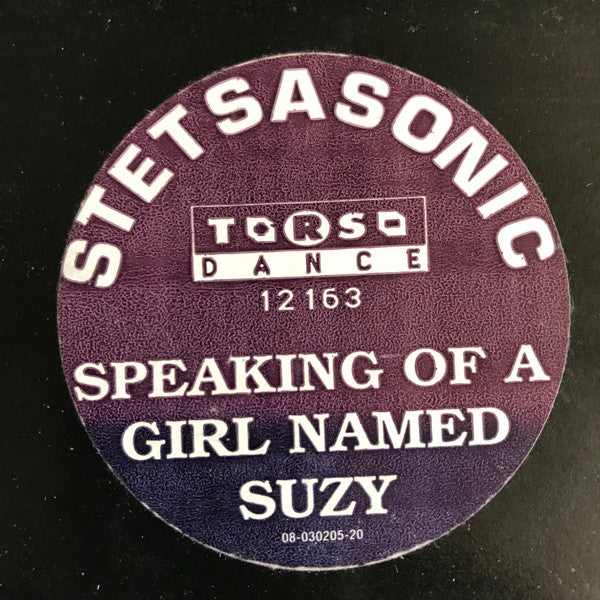 STETSASONIC
TORSO
DANCE
12163
SPEAKING OF A
GIRL NAMED
SUZY
08-030205-20